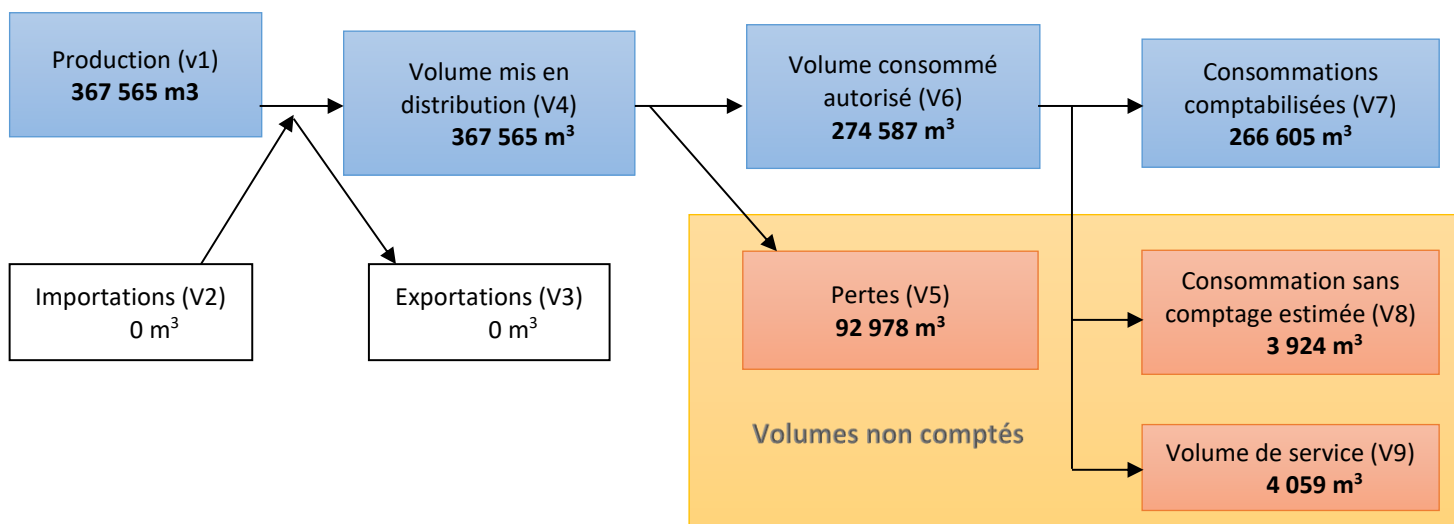 Production (v1)
367 565 m3
Volume mis en
distribution (V4)
367 565 m³
Volume consommé
autorisé (V6)
274 587 m³
Consommations
comptabilisées (V7)
266 605 m³
Importations (V2)
0 m³
Exportations (V3)
0 m³
Pertes (V5)
92 978 m³
Consommation sans
comptage estimée (V8)
3 924 m³
Volumes non comptés
Volume de service (V9)
4 059 m³